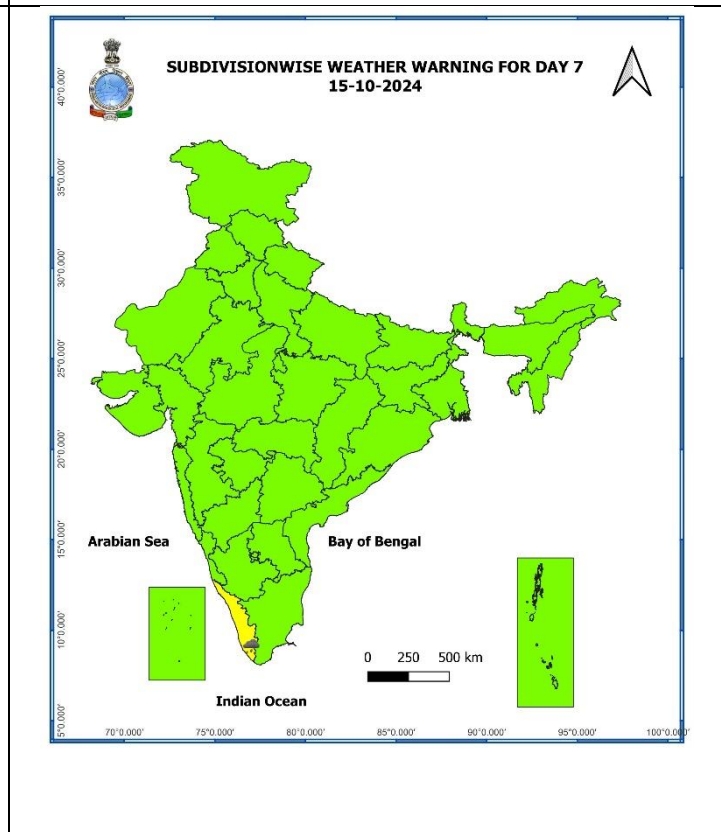 SUBDIVISIONWISE WEATHER WARNING FOR DAY 7
15-10-2024
40°0.000'
35°0.000'
30°0.000'
25°0.000'
20°0.000'
15°0.000'
10°0.000'
5°0.000'
Arabian Sea
Bay of Bengal
0 250 500 km
Indian Ocean
70°0.000' 75°0.000' 80°0.000' 85°0.000' 90°0.000' 95°0.000' 100°0.000'